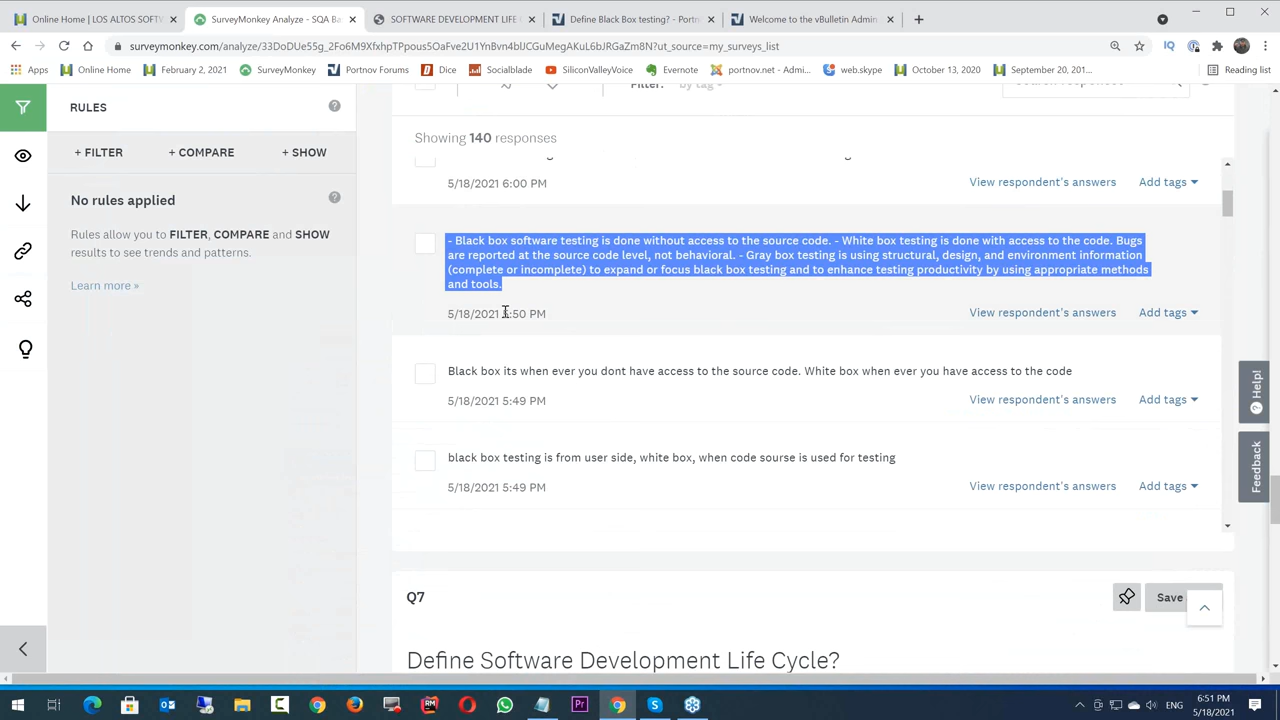 Online Home | LOS ALTOS SOFTW
SurveyMonkey Analyze - SQA Ba
SOFTWARE DEVELOPMENT LIFE
Define Black Box testing? - Portn
Welcome to the vBulletin Admin
surveymonkey.com/analyze/33DoDUe55g_2Fo6M9XfxhpTPpous5OaFve2U1YnBvn4bUCGuMegAKuL6bJRGaZm8N?ut_source=my_surveys_list
Apps
Online Home
February 2, 2021
SurveyMonkey
Portnov Forums
Dice
Socialblade
SiliconValleyVoice
Evernote
portnov.net - Admi...
web.skype
October 13, 2020
September 20, 201...
Reading list
RULES
+ FILTER
+ COMPARE
+ SHOW
No rules applied
Rules allow you to FILTER, COMPARE and SHOW
results to see trends and patterns.
Learn more »
Filter: by tag
Showing 140 responses
5/18/2021 6:00 PM
View respondent's answers
Add tags
- Black box software testing is done without access to the source code. - White box testing is done with access to the code. Bugs
are reported at the source code level, not behavioral. - Gray box testing is using structural, design, and environment information
(complete or incomplete) to expand or focus black box testing and to enhance testing productivity by using appropriate methods
and tools.
5/18/2021 5:50 PM
View respondent's answers
Add tags
Black box its when ever you dont have access to the source code. White box when ever you have access to the code
5/18/2021 5:49 PM
View respondent's answers
Add tags
black box testing is from user side, white box, when code sourse is used for testing
5/18/2021 5:49 PM
View respondent's answers
Add tags
Help!
Feedback
Q7
Save
Define Software Development Life Cycle?
ENG
6:51 PM
5/18/2021